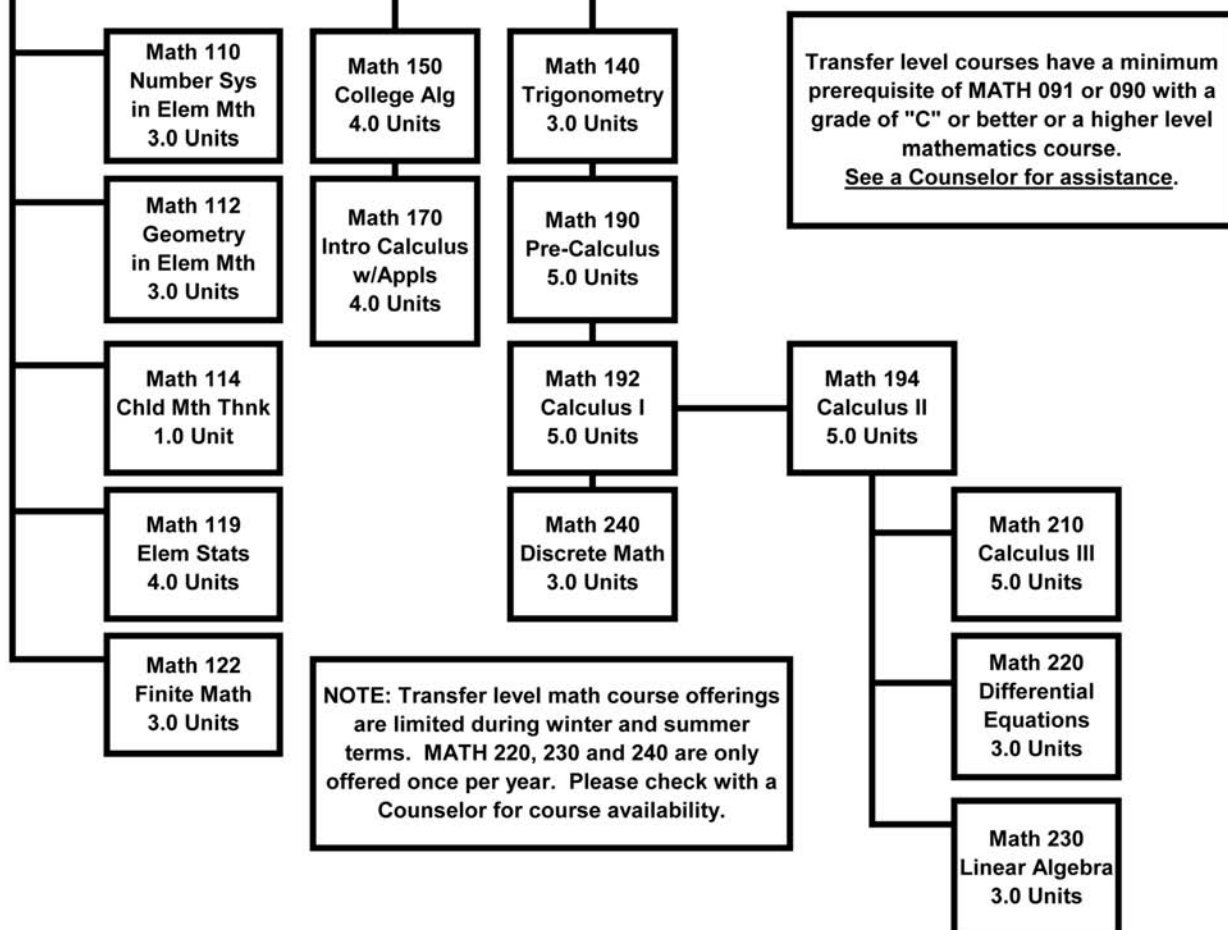 Math 110
Number Sys
in Elem Mth
3.0 Units
Math 150
College Alg
4.0 Units
Math 140
Trigonometry
3.0 Units
Transfer level courses have a minimum
prerequisite of MATH 091 or 090 with a
grade of "C" or better or a higher level
mathematics course.
See a Counselor for assistance.
Math 112
Geometry
in Elem Mth
3.0 Units
Math 170
Intro Calculus
w/Appls
4.0 Units
Math 190
Pre-Calculus
5.0 Units
Math 114
Chld Mth Thnk
1.0 Unit
Math 192
Calculus I
5.0 Units
Math 194
Calculus II
5.0 Units
Math 119
Elem Stats
4.0 Units
Math 240
Discrete Math
3.0 Units
Math 210
Calculus III
5.0 Units
Math 122
Finite Math
3.0 Units
NOTE: Transfer level math course offerings
are limited during winter and summer
terms.  MATH 220, 230 and 240 are only
offered once per year.  Please check with a
Counselor for course availability.
Math 220
Differential
Equations
3.0 Units
Math 230
Linear Algebra
3.0 Units